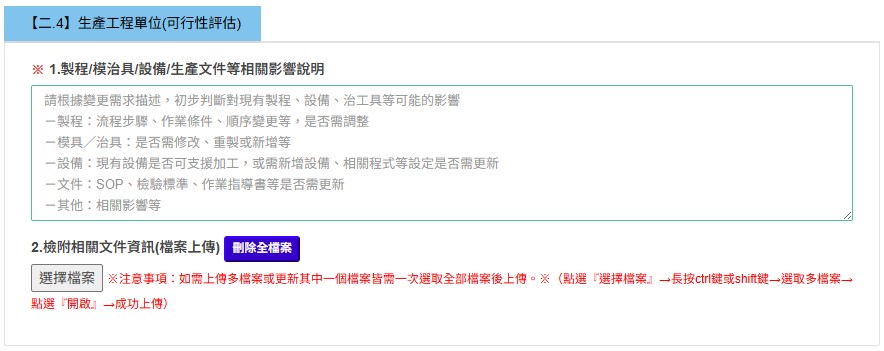 【二.4】生產工程單位(可行性評估)
※ 1.製程/模治具/設備/生產文件等相關影響說明
請根據變更需求描述，初步判斷對現有製程、設備、治工具等可能的影響
－製程：流程步驟、作業條件、順序變更等，是否需調整
－模具／治具：是否需修改、重製或新增等
－設備：現有設備是否可支援加工，或需新增設備、相關程式等設定是否需更新
－文件：SOP、檢驗標準、作業指導書等是否需更新
－其他：相關影響等
2.檢附相關文件資訊(檔案上傳) 刪除全檔案
選擇檔案 ※注意事項：如需上傳多檔案或更新其中一個檔案皆需一次選取全部檔案後上傳。※（點選『選擇檔案』→長按ctrl鍵或shift鍵→選取多檔案→
點選『開啟』→成功上傳）